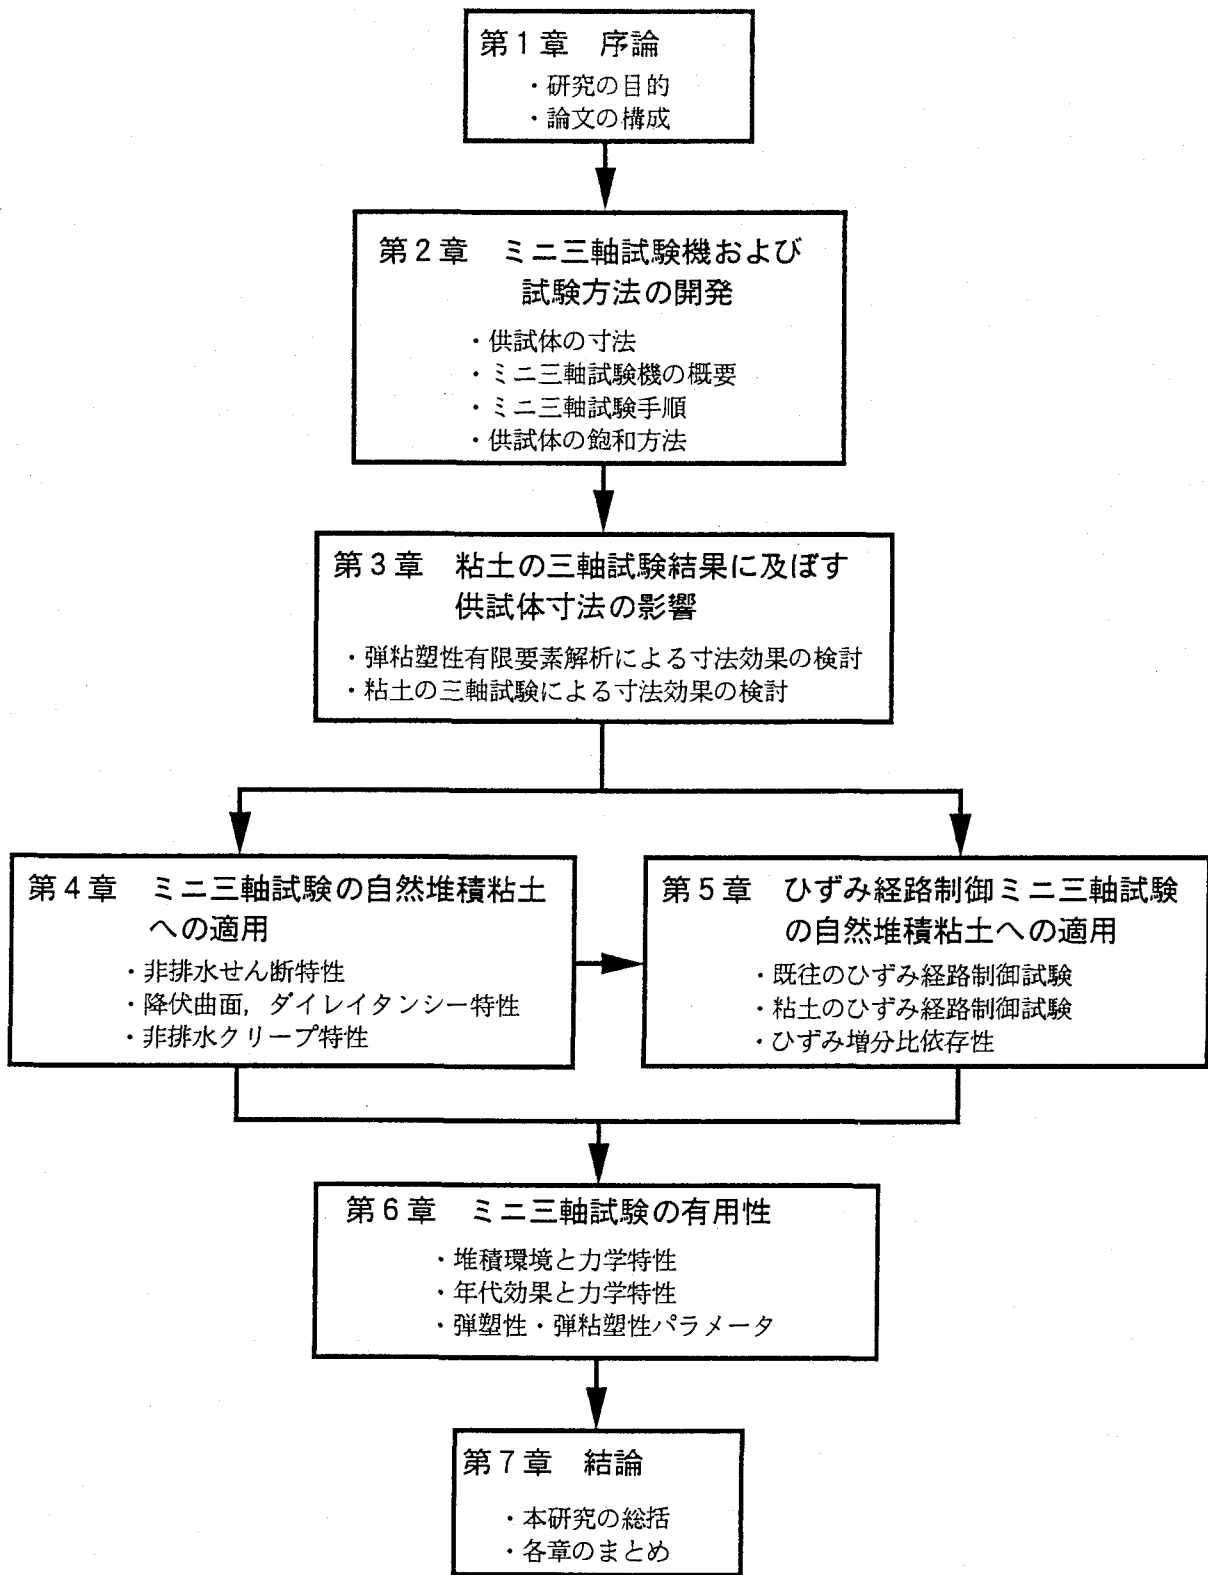 第1章 序論
・研究の目的
・論文の構成
第2章 ミニ三軸試験機および
試験方法の開発
・供試体の寸法
・ミニ三軸試験機の概要
・ミニ三軸試験手順
・供試体の飽和方法
第3章 粘土の三軸試験結果に及ぼす
供試体寸法の影響
・弾粘塑性有限要素解析による寸法効果の検討
・粘土の三軸試験による寸法効果の検討
第4章 ミニ三軸試験の自然堆積粘土
への適用
・非排水せん断特性
・降伏曲面，ダイレイタンシー特性
・非排水クリープ特性
第5章 ひずみ経路制御ミニ三軸試験
の自然堆積粘土への適用
・既往のひずみ経路制御試験
・粘土のひずみ経路制御試験
・ひずみ増分比依存性
第6章 ミニ三軸試験の有用性
・堆積環境と力学特性
・年代効果と力学特性
・弾塑性・弾粘塑性パラメータ
第7章 結論
・本研究の総括
・各章のまとめ